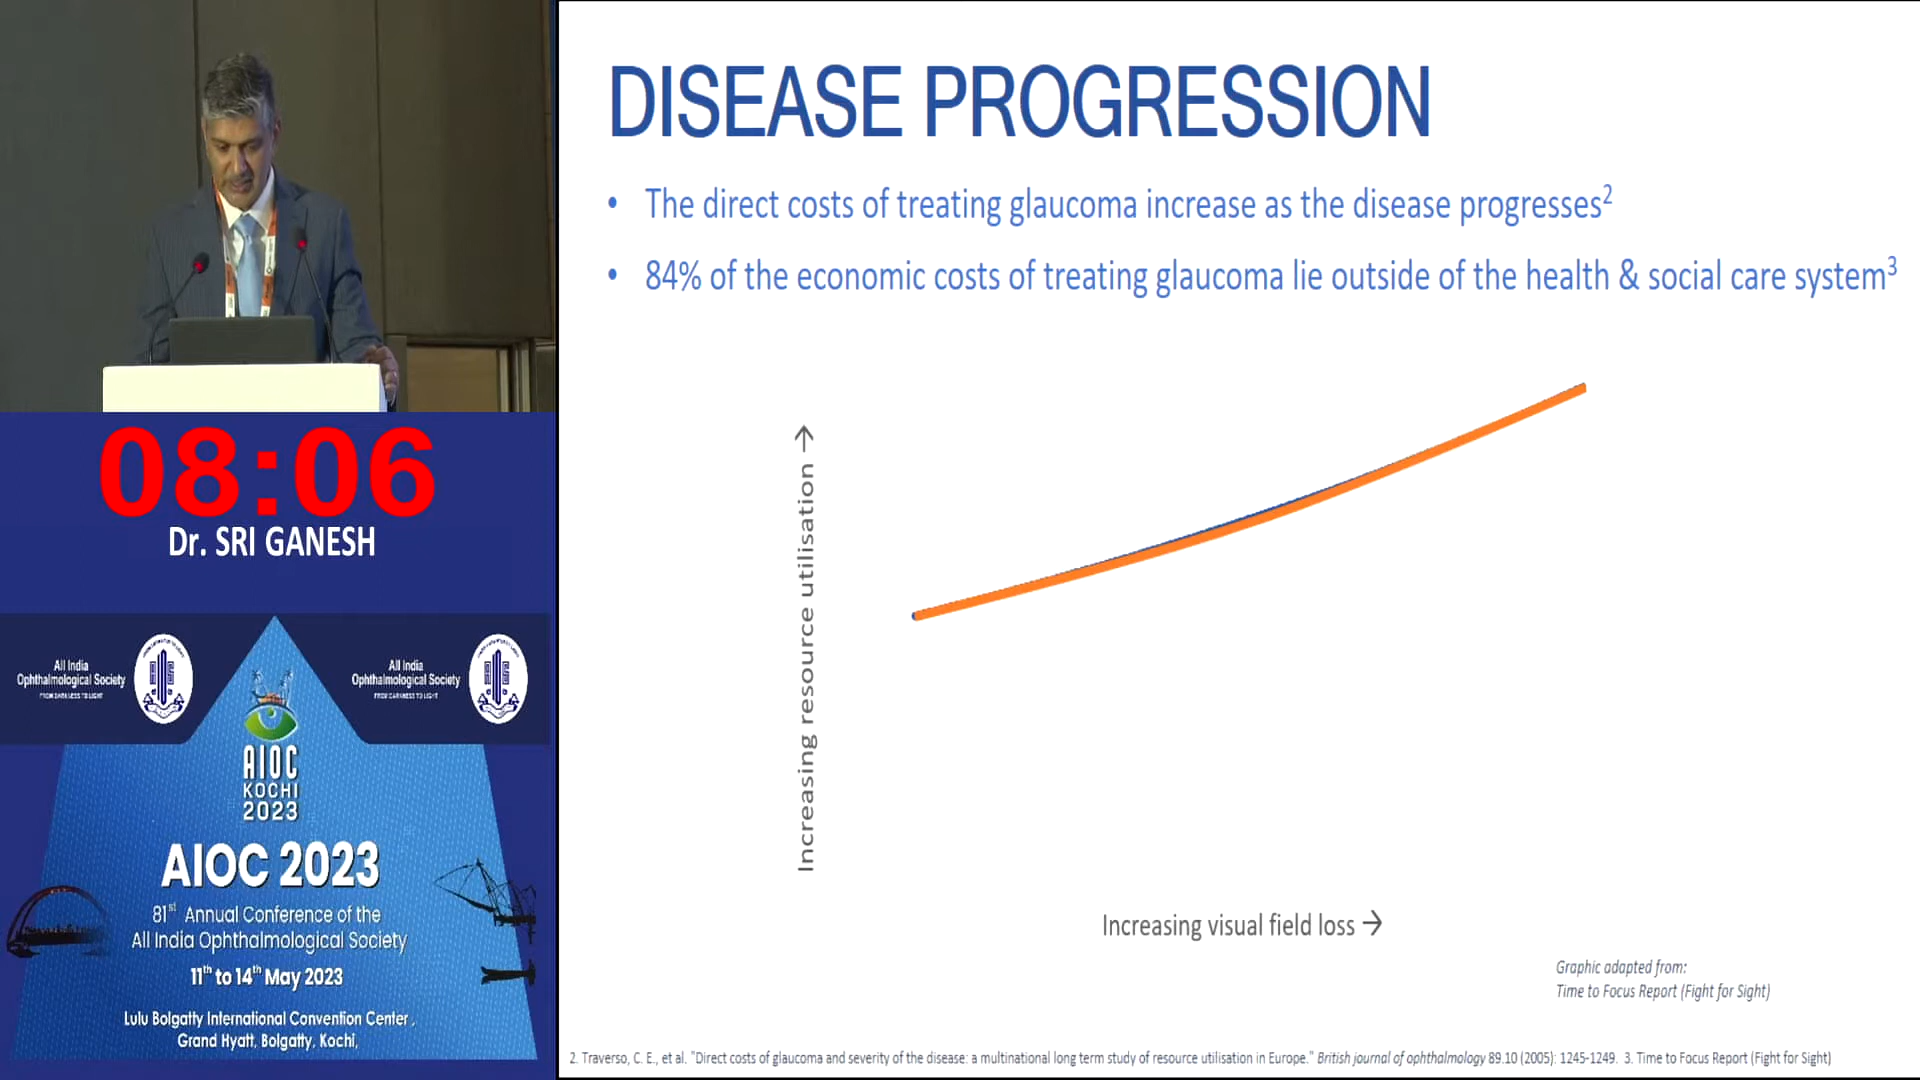 DISEASE PROGRESSION
• The direct costs of treating glaucoma increase as the disease progresses²
• 84% of the economic costs of treating glaucoma lie outside of the health & social care system³
Increasing resource utilisation →
Increasing visual field loss →
Graphic adapted from:
Time to Focus Report (Fight for Sight)
2. Traverso, C. E., et al. "Direct costs of glaucoma and severity of the disease: a multinational long term study of resource utilisation in Europe." British journal of ophthalmology 89.10 (2005): 1245-1249. 3. Time to Focus Report (Fight for Sight)
08:06
Dr. SRI GANESH
All India
Ophthalmological Society
FROM DARKNESS TO LIGHT
All India
Ophthalmological Society
FROM DARKNESS TO LIGHT
AIOC
KOCHI
2023
AIOC 2023
81st Annual Conference of the
All India Ophthalmological Society
11th to 14th May 2023
Lulu Bolgatty International Convention Center,
Grand Hyatt, Bolgatty, Kochi,